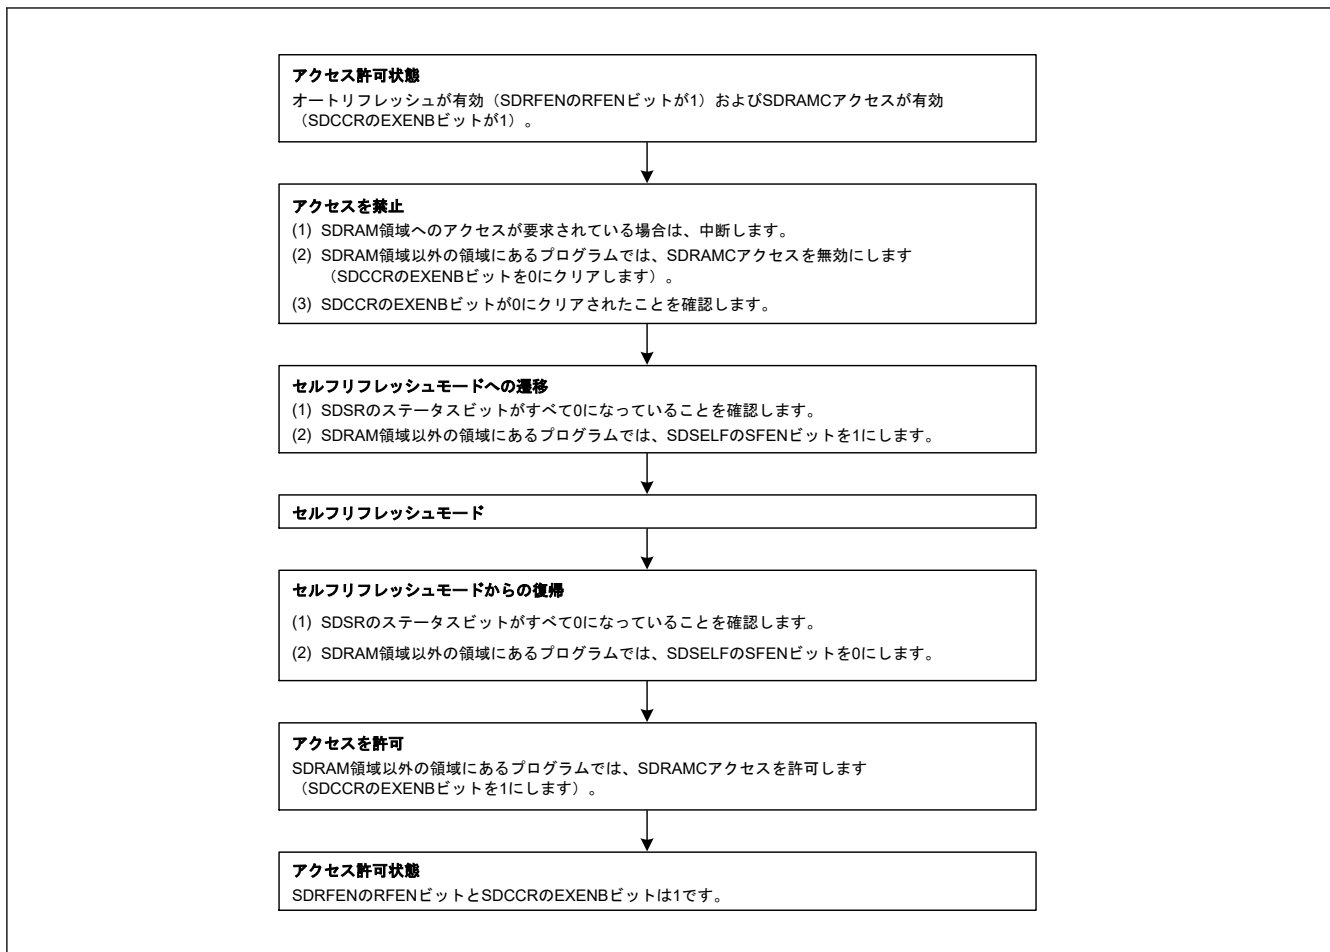 アクセス許可状態
オートリフレッシュが有効（SDRFENのRFENビットが1）およびSDRAMCアクセスが有効
（SDCCRのEXENBビットが1）。
アクセスを禁止
(1) SDRAM領域へのアクセスが要求されている場合は、中断します。
(2) SDRAM領域以外の領域にあるプログラムでは、SDRAMCアクセスを無効にします
（SDCCRのEXENBビットを0にクリアします）。
(3) SDCCRのEXENBビットが0にクリアされたことを確認します。
セルフリフレッシュモードへの遷移
(1) SDSRのステータスビットがすべて0になっていることを確認します。
(2) SDRAM領域以外の領域にあるプログラムでは、SDSELFのSFENビットを1にします。
セルフリフレッシュモード
セルフリフレッシュモードからの復帰
(1) SDSRのステータスビットがすべて0になっていることを確認します。
(2) SDRAM領域以外の領域にあるプログラムでは、SDSELFのSFENビットを0にします。
アクセスを許可
SDRAM領域以外の領域にあるプログラムでは、SDRAMCアクセスを許可します
（SDCCRのEXENBビットを1にします）。
アクセス許可状態
SDRFENのRFENビットとSDCCRのEXENBビットは1です。